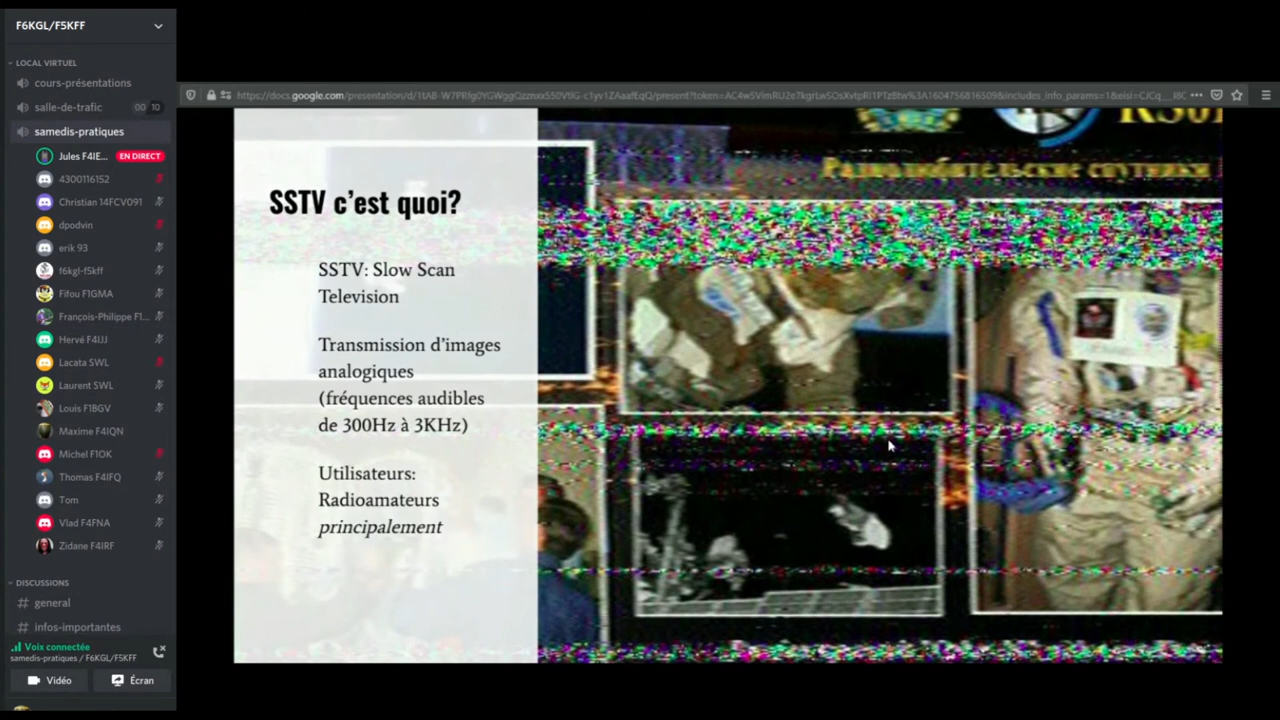 F6KGL/F5KFF
LOCAL VIRTUEL
cours-présentations
salle-de-trafic 00 10
samedis-pratiques
Jules F4IE... EN DIRECT
4300116152
Christian 14FCV091
dpodvin
erik 93
f6kgl-f5kff
Fifou F1GMA
François-Philippe F1...
Hervé F4IJJ
Lacata SWL
Laurent SWL
Louis F1BGV
Maxime F4IQN
Michel F1OK
Thomas F4IFQ
Tom
Vlad F4FNA
Zidane F4IRF
DISCUSSIONS
# general
# infos-importantes
Voix connectée
samedis-pratiques / F6KGL/F5KFF
Vidéo Écran
SSTV c’est quoi?
SSTV: Slow Scan
Television
Transmission d’images
analogiques
(fréquences audibles
de 300Hz à 3KHz)
Utilisateurs:
Radioamateurs
principalement
Радиолюбительские спутники